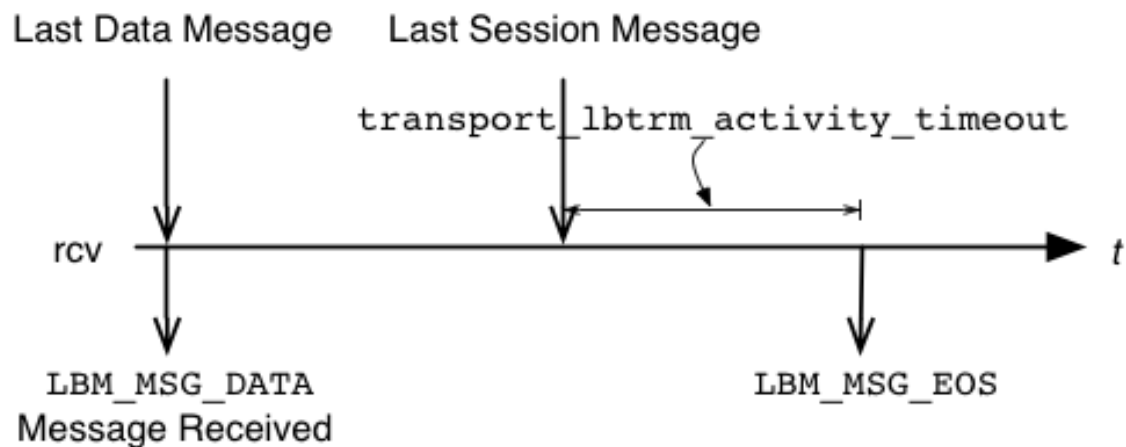 Last Data Message
Last Session Message
transport_lbtrm_activity_timeout
rcv
t
LBM_MSG_DATA
Message Received
LBM_MSG_EOS